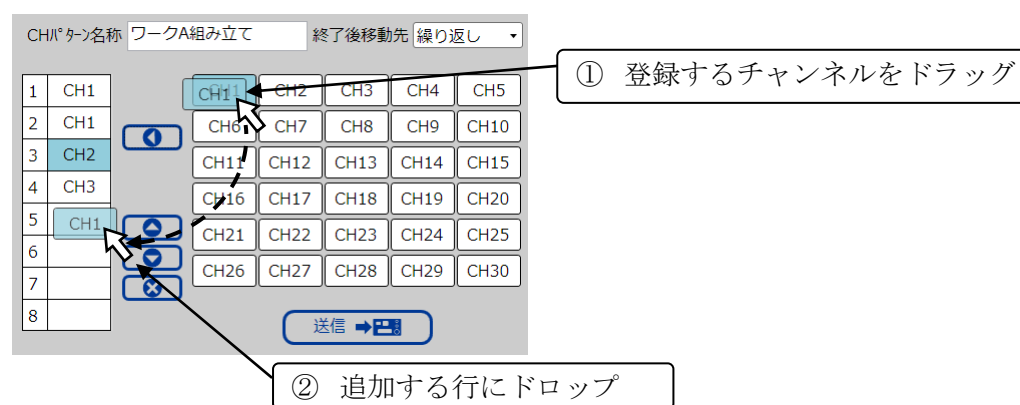 CHﾊﾟﾀｰﾝ名称 ワークA組み立て 終了後移動先 繰り返し
① 登録するチャンネルをドラッグ
1 CH1 CH1 CH1 CH2 CH3 CH4 CH5
2 CH1 CH6 CH7 CH8 CH9 CH10
3 CH2 CH11 CH12 CH13 CH14 CH15
4 CH3 CH16 CH17 CH18 CH19 CH20
5 CH1 CH21 CH22 CH23 CH24 CH25
6 CH26 CH27 CH28 CH29 CH30
7
8
送信
② 追加する行にドロップ